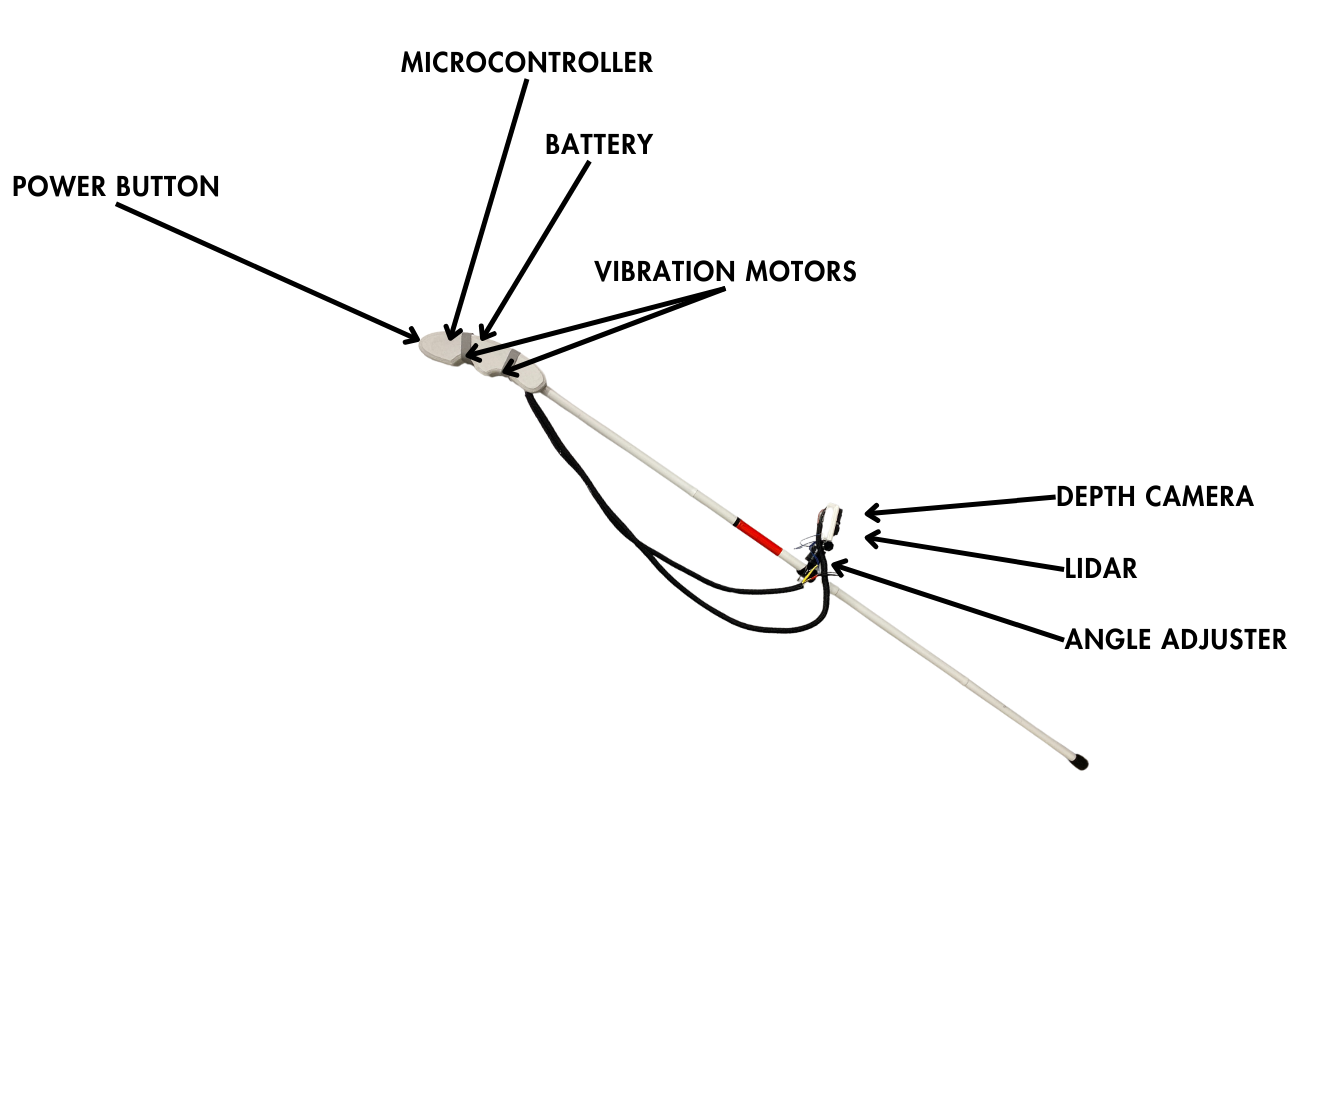 MICROCONTROLLER
BATTERY
POWER BUTTON
VIBRATION MOTORS
DEPTH CAMERA
LIDAR
ANGLE ADJUSTER